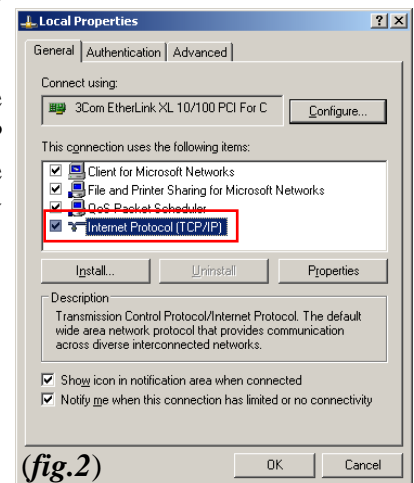 Local Properties
General Authentication Advanced
Connect using:
3Com EtherLink XL 10/100 PCI For C Configure...
This connection uses the following items:
Client for Microsoft Networks
File and Printer Sharing for Microsoft Networks
QoS Packet Scheduler
Internet Protocol (TCP/IP)
Install... Uninstall Properties
Description
Transmission Control Protocol/Internet Protocol. The default
wide area network protocol that provides communication
across diverse interconnected networks.
Show icon in notification area when connected
Notify me when this connection has limited or no connectivity
(fig.2) OK Cancel